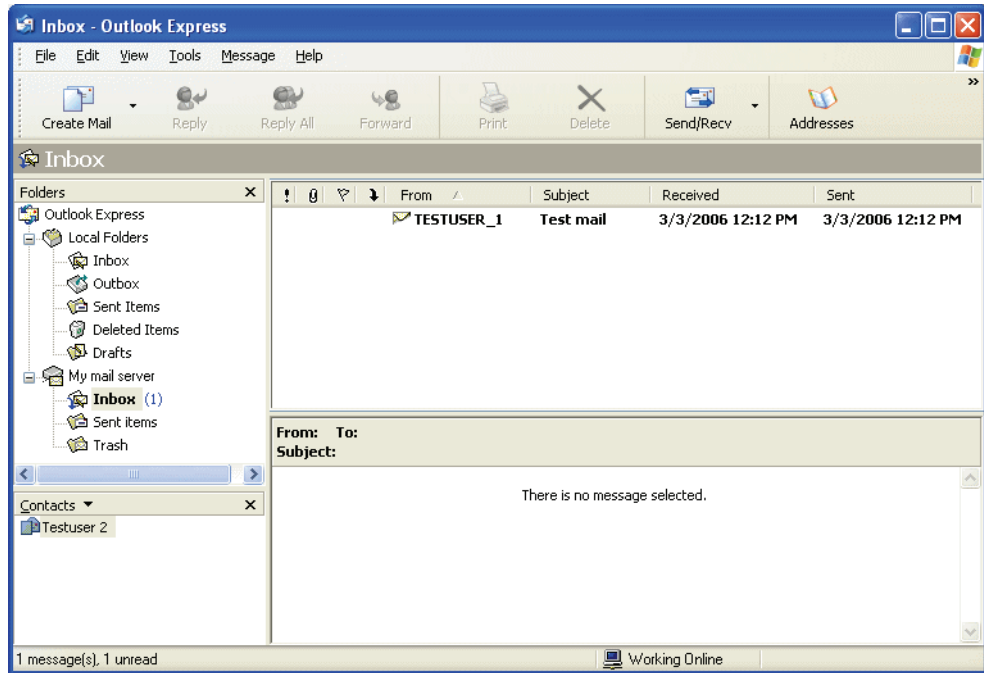 Inbox - Outlook Express
File Edit View Tools Message Help
Create Mail Reply Reply All Forward Print Delete Send/Recv Addresses »
Inbox
Folders
Outlook Express
Local Folders
Inbox
Outbox
Sent Items
Deleted Items
Drafts
My mail server
Inbox (1)
Sent items
Trash
Contacts
Testuser 2
! From Subject Received Sent
TESTUSER_1 Test mail 3/3/2006 12:12 PM 3/3/2006 12:12 PM
From: To:
Subject:
There is no message selected.
1 message(s), 1 unread Working Online